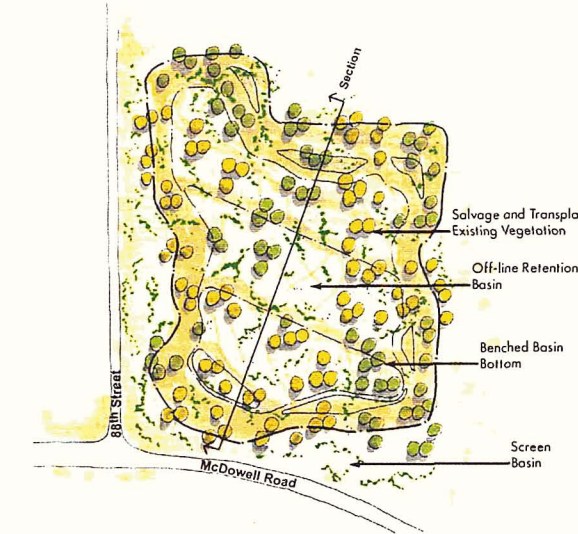 Section
Salvage and Transpla
Existing Vegetation
Off-line Retention
Basin
Benched Basin
Bottom
88th Street
Screen
Basin
McDowell Road